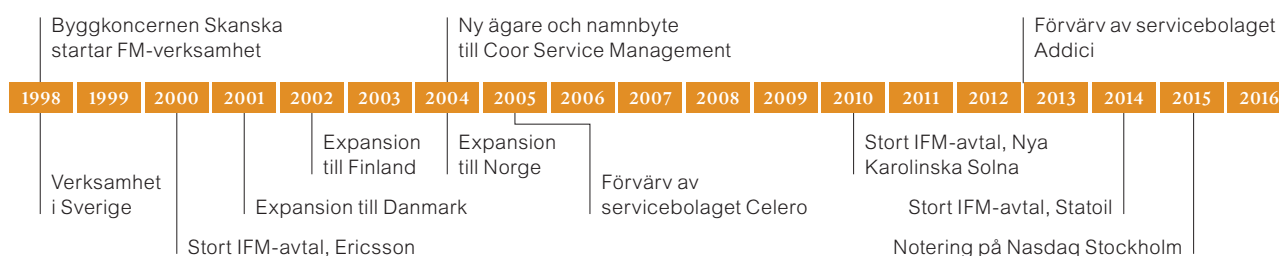 Byggkoncernen Skanska
startar FM-verksamhet
Ny ägare och namnbyte
till Coor Service Management
Förvärv av servicebolaget
Addici
1998 1999 2000 2001 2002 2003 2004 2005 2006 2007 2008 2009 2010 2011 2012 2013 2014 2015 2016
Verksamhet
i Sverige
Stort IFM-avtal, Ericsson
Expansion till Danmark
Expansion
till Finland
Expansion
till Norge
Förvärv av
servicebolaget Celero
Stort IFM-avtal, Nya
Karolinska Solna
Stort IFM-avtal, Statoil
Notering på Nasdaq Stockholm